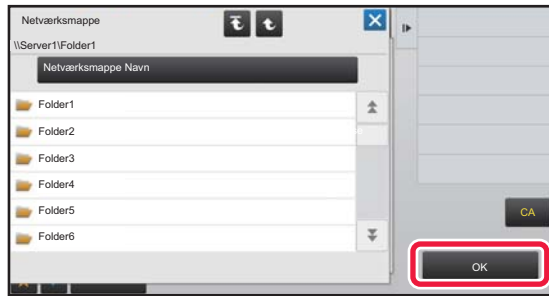 Netværksmappe
\\Server1\Folder1
Netværksmappe Navn
Folder1
Folder2
Folder3
Folder4
Folder5
Folder6
CA
OK